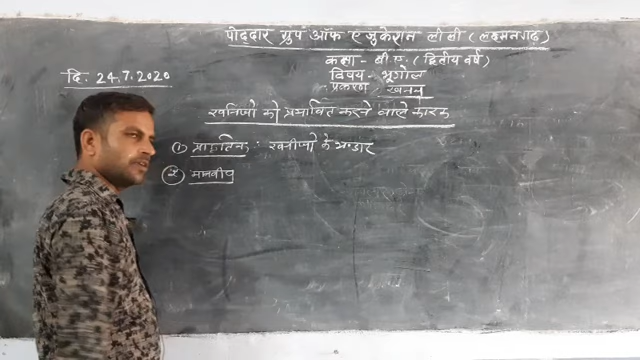 पोद्दार ग्रुप ऑफ एजुकेशन लीली (लक्ष्मनगढ़)
कक्षा - बी.ए. (द्वितीय वर्ष)
दि. 24.7.2020
विषय - भूगोल
प्रकरण खनन
खनिजो को प्रभावित करने वाले कारक
① प्राकृतिक : खनीजो के भण्डार
② मानवीय